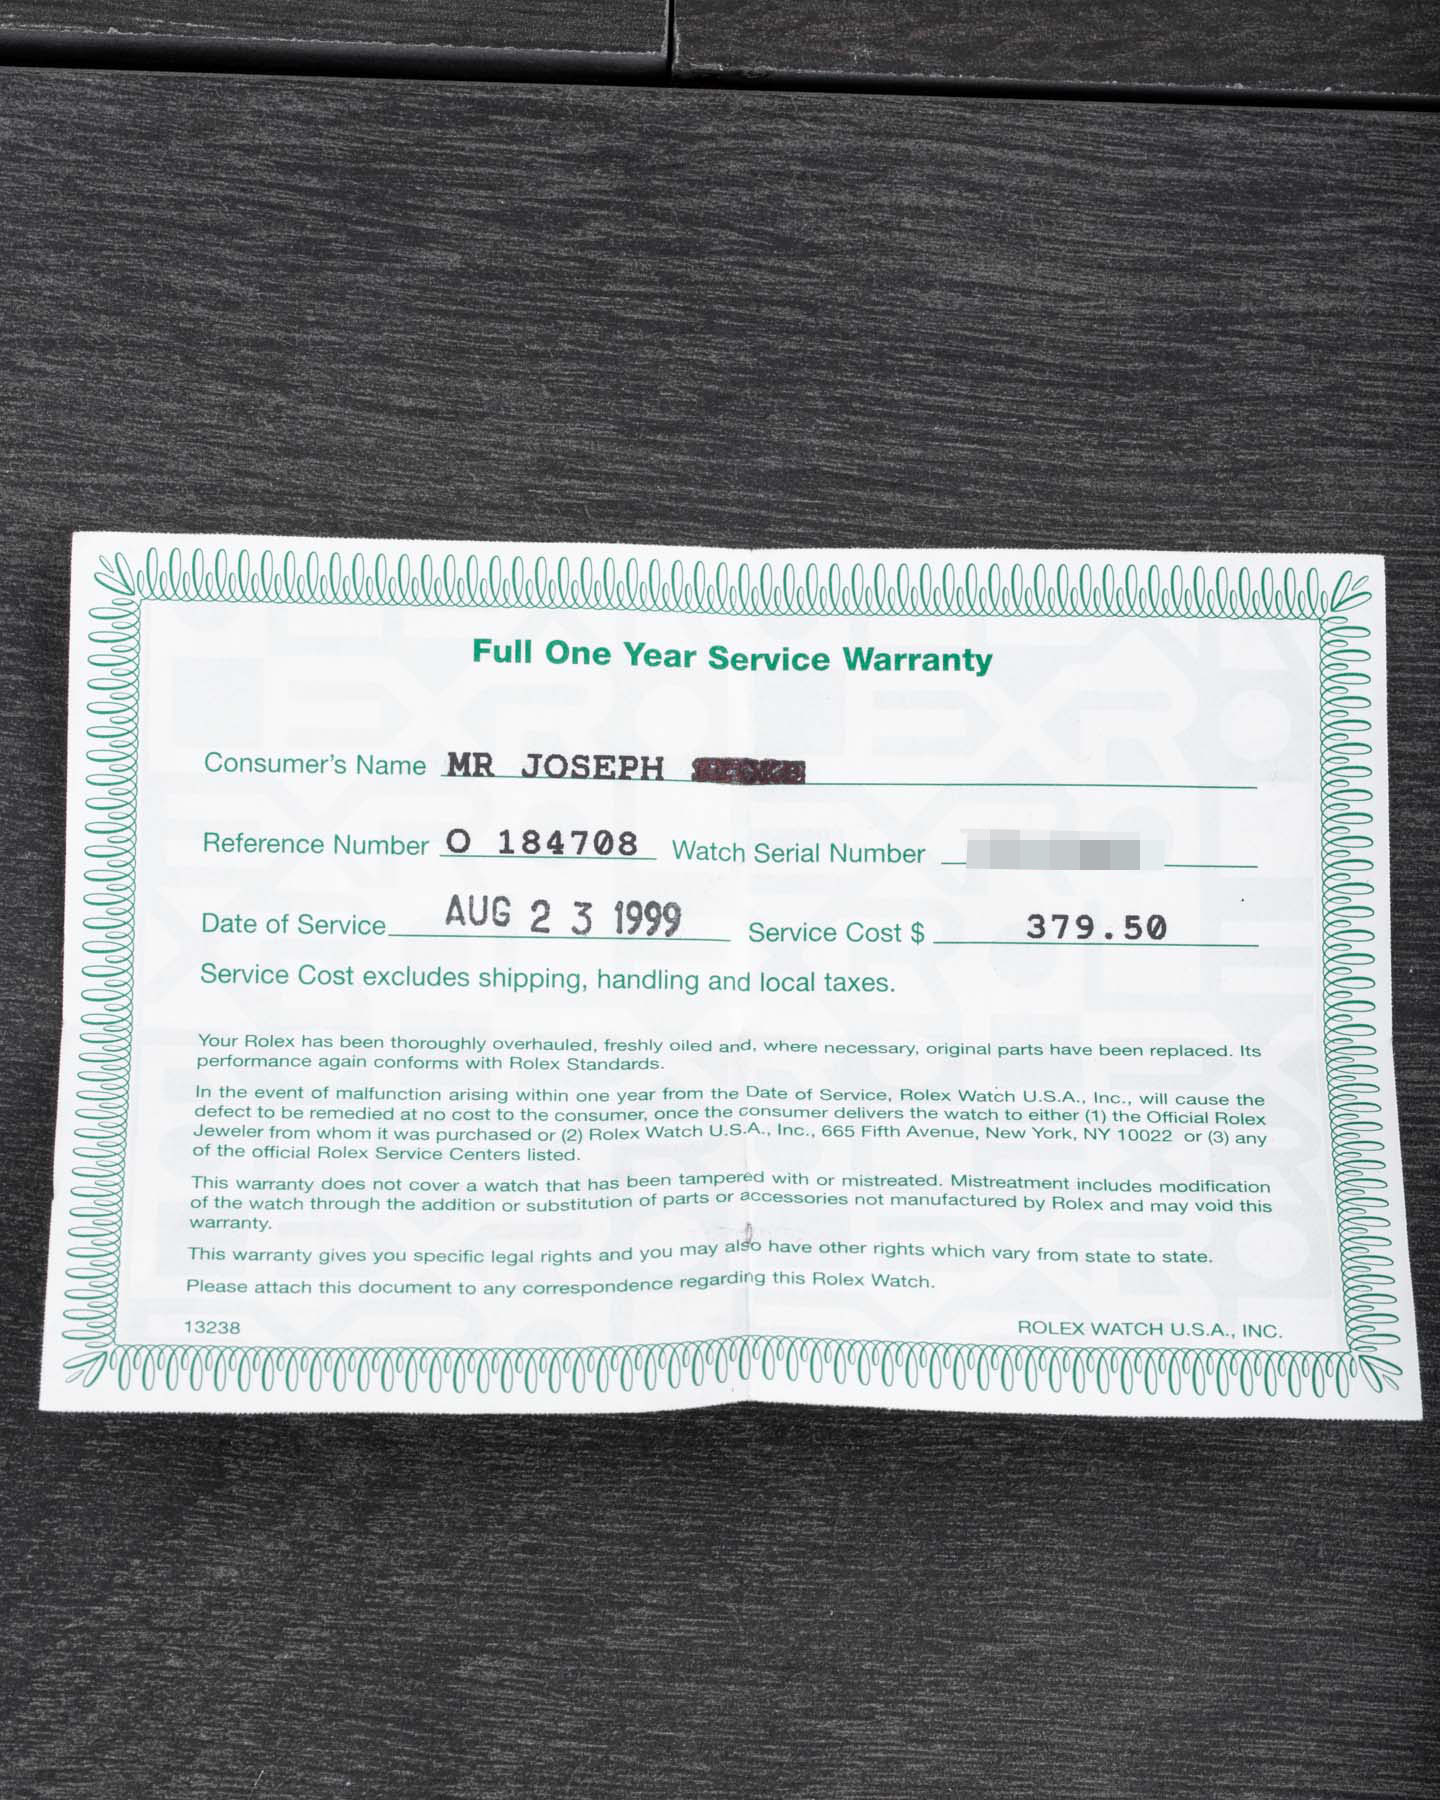 Full One Year Service Warranty
Consumer's Name MR JOSEPH
Reference Number O 184708 Watch Serial Number
Date of Service AUG 23 1999 Service Cost $ 379.50
Service Cost excludes shipping, handling and local taxes.
Your Rolex has been thoroughly overhauled, freshly oiled and, where necessary, original parts have been replaced. Its
performance again conforms with Rolex Standards.
In the event of malfunction arising within one year from the Date of Service, Rolex Watch U.S.A., Inc., will cause the
defect to be remedied at no cost to the consumer, once the consumer delivers the watch to either (1) the Official Rolex
Jeweler from whom it was purchased or (2) Rolex Watch U.S.A., Inc., 665 Fifth Avenue, New York, NY 10022 or (3) any
of the official Rolex Service Centers listed.
This warranty does not cover a watch that has been tampered with or mistreated. Mistreatment includes modification
of the watch through the addition or substitution of parts or accessories not manufactured by Rolex and may void this
warranty.
This warranty gives you specific legal rights and you may also have other rights which vary from state to state.
Please attach this document to any correspondence regarding this Rolex Watch.
13238 ROLEX WATCH U.S.A., INC.